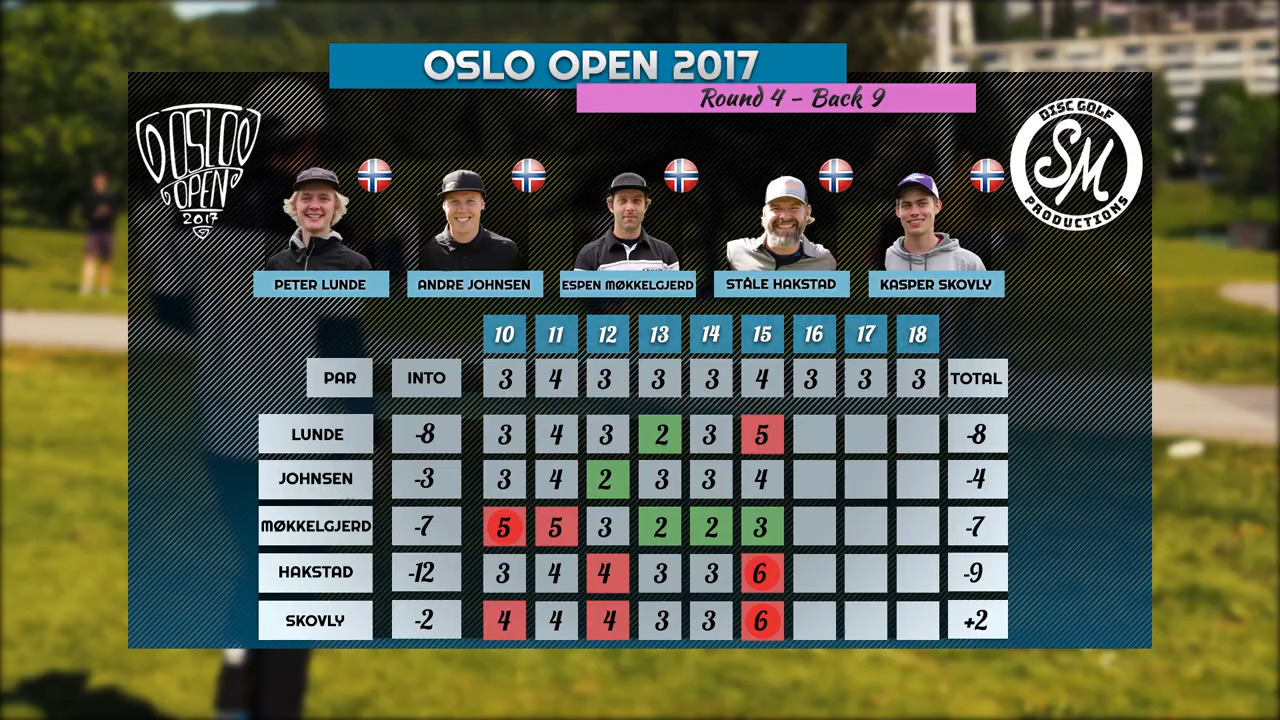 OSLO OPEN 2017
Round 4 - Back 9
OSLO
OPEN
2017
DISC GOLF
SM
PRODUCTIONS
PETER LUNDE
ANDRE JOHNSEN
ESPEN MØKKELGJERD
STÅLE HAKSTAD
KASPER SKOVLY
10 11 12 13 14 15 16 17 18
PAR INTO 3 4 3 3 3 4 3 3 3 TOTAL
LUNDE -8 3 4 3 2 3 5 -8
JOHNSEN -3 3 4 2 3 3 4 -4
MØKKELGJERD -7 5 5 3 2 2 3 -7
HAKSTAD -12 3 4 4 3 3 6 -9
SKOVLY -2 4 4 4 3 3 6 +2